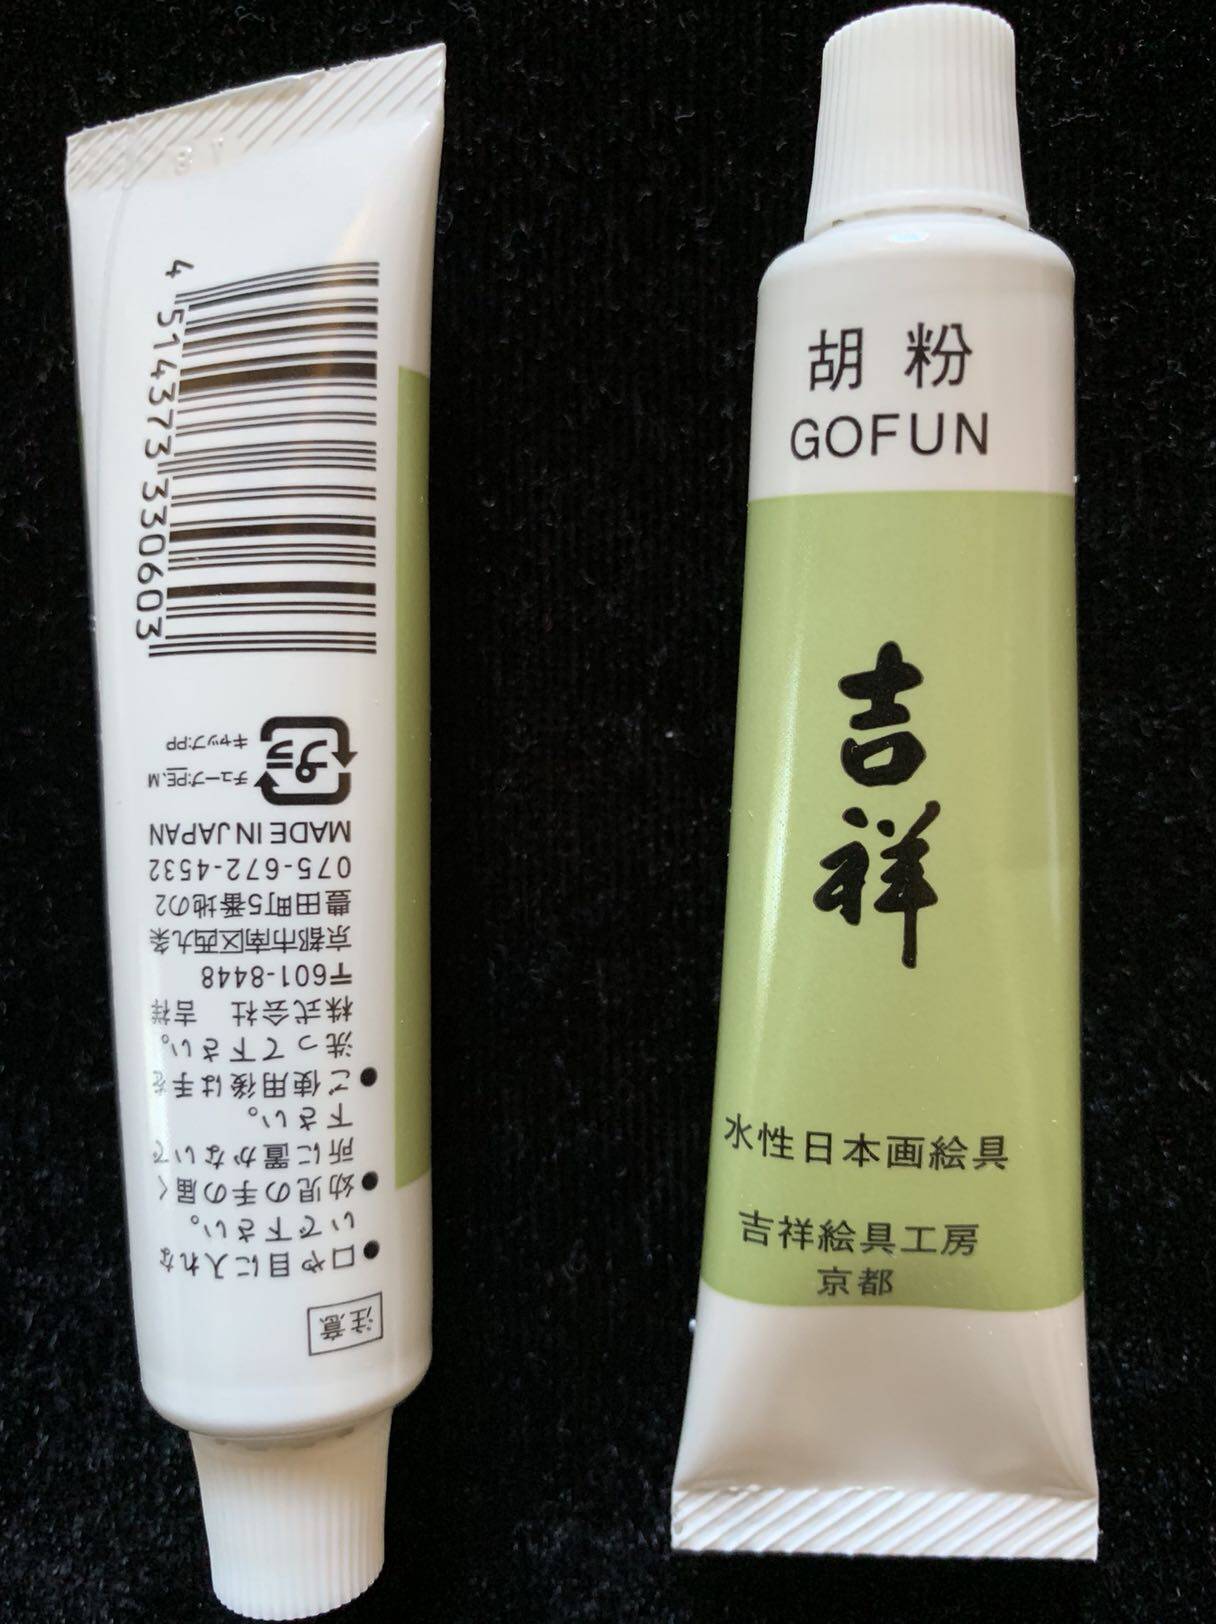 胡粉
GOFUN
吉祥
水性日本画絵具
吉祥絵具工房
京都
注意
●口や目に入れな
いで下さい。
●幼児の手の届く
所に置かないで
下さい。
●ご使用後は手を
洗って下さい。
株式会社 吉祥
〒601-8448
京都市南区西九条
豊田町5番地の2
075-672-4532
MADE IN JAPAN
プラ
チューブ:PE,M
キャップ:PP
4 514373 330603